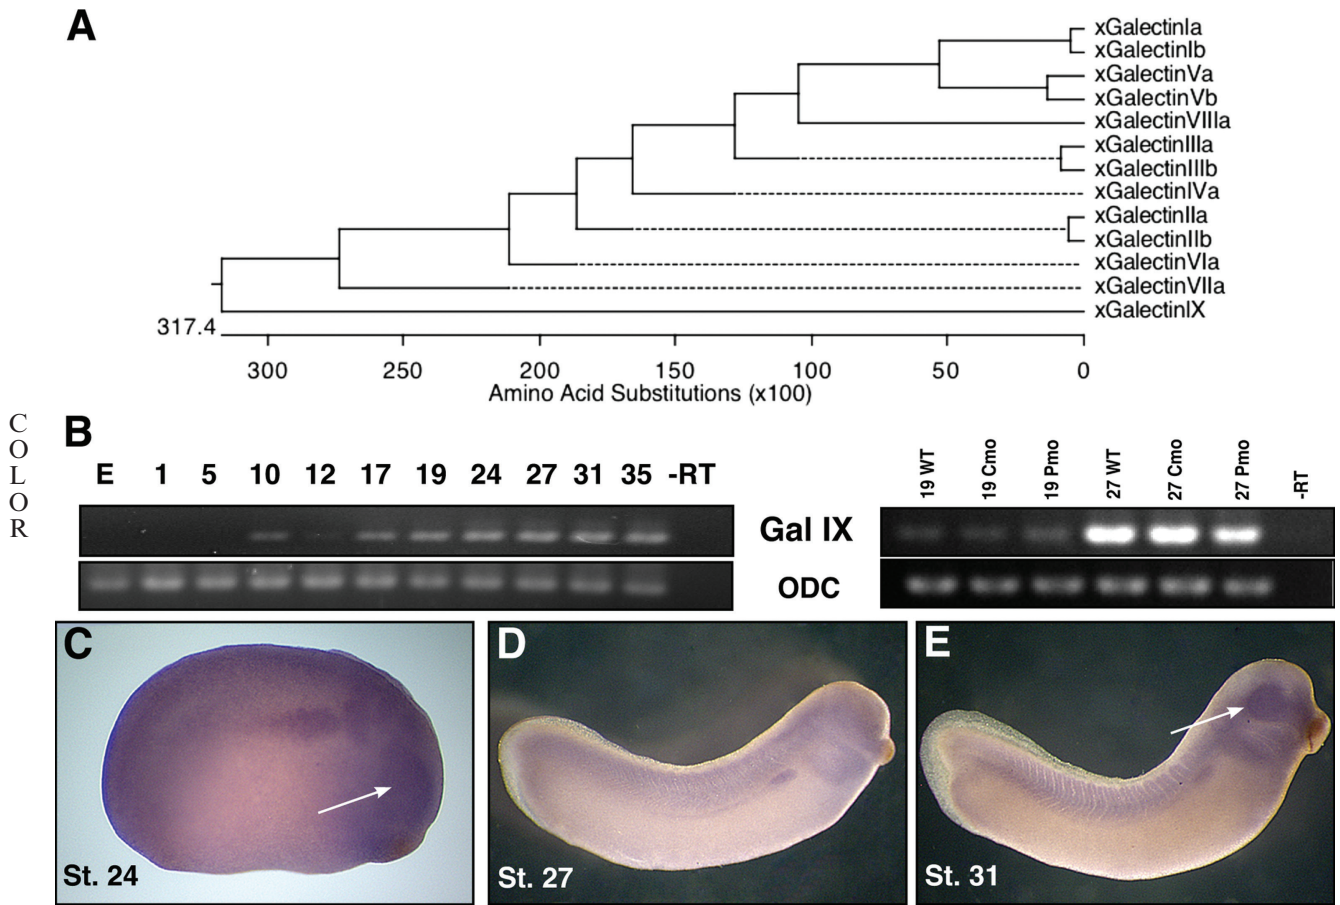 A
xGalectinIa
xGalectinIb
xGalectinVa
xGalectinVb
xGalectinVIIIa
xGalectinIIIa
xGalectinIIIb
xGalectinIVa
xGalectinIIa
xGalectinIIb
xGalectinVIa
xGalectinVIIa
xGalectinIX
317.4
300 250 200 150 100 50 0
Amino Acid Substitutions (x100)
COLOR
B
E 1 5 10 12 17 19 24 27 31 35 -RT
19 WT
19 Cmo
19 Pmo
27 WT
27 Cmo
27 Pmo
-RT
Gal IX
ODC
C
St. 24
D
St. 27
E
St. 31